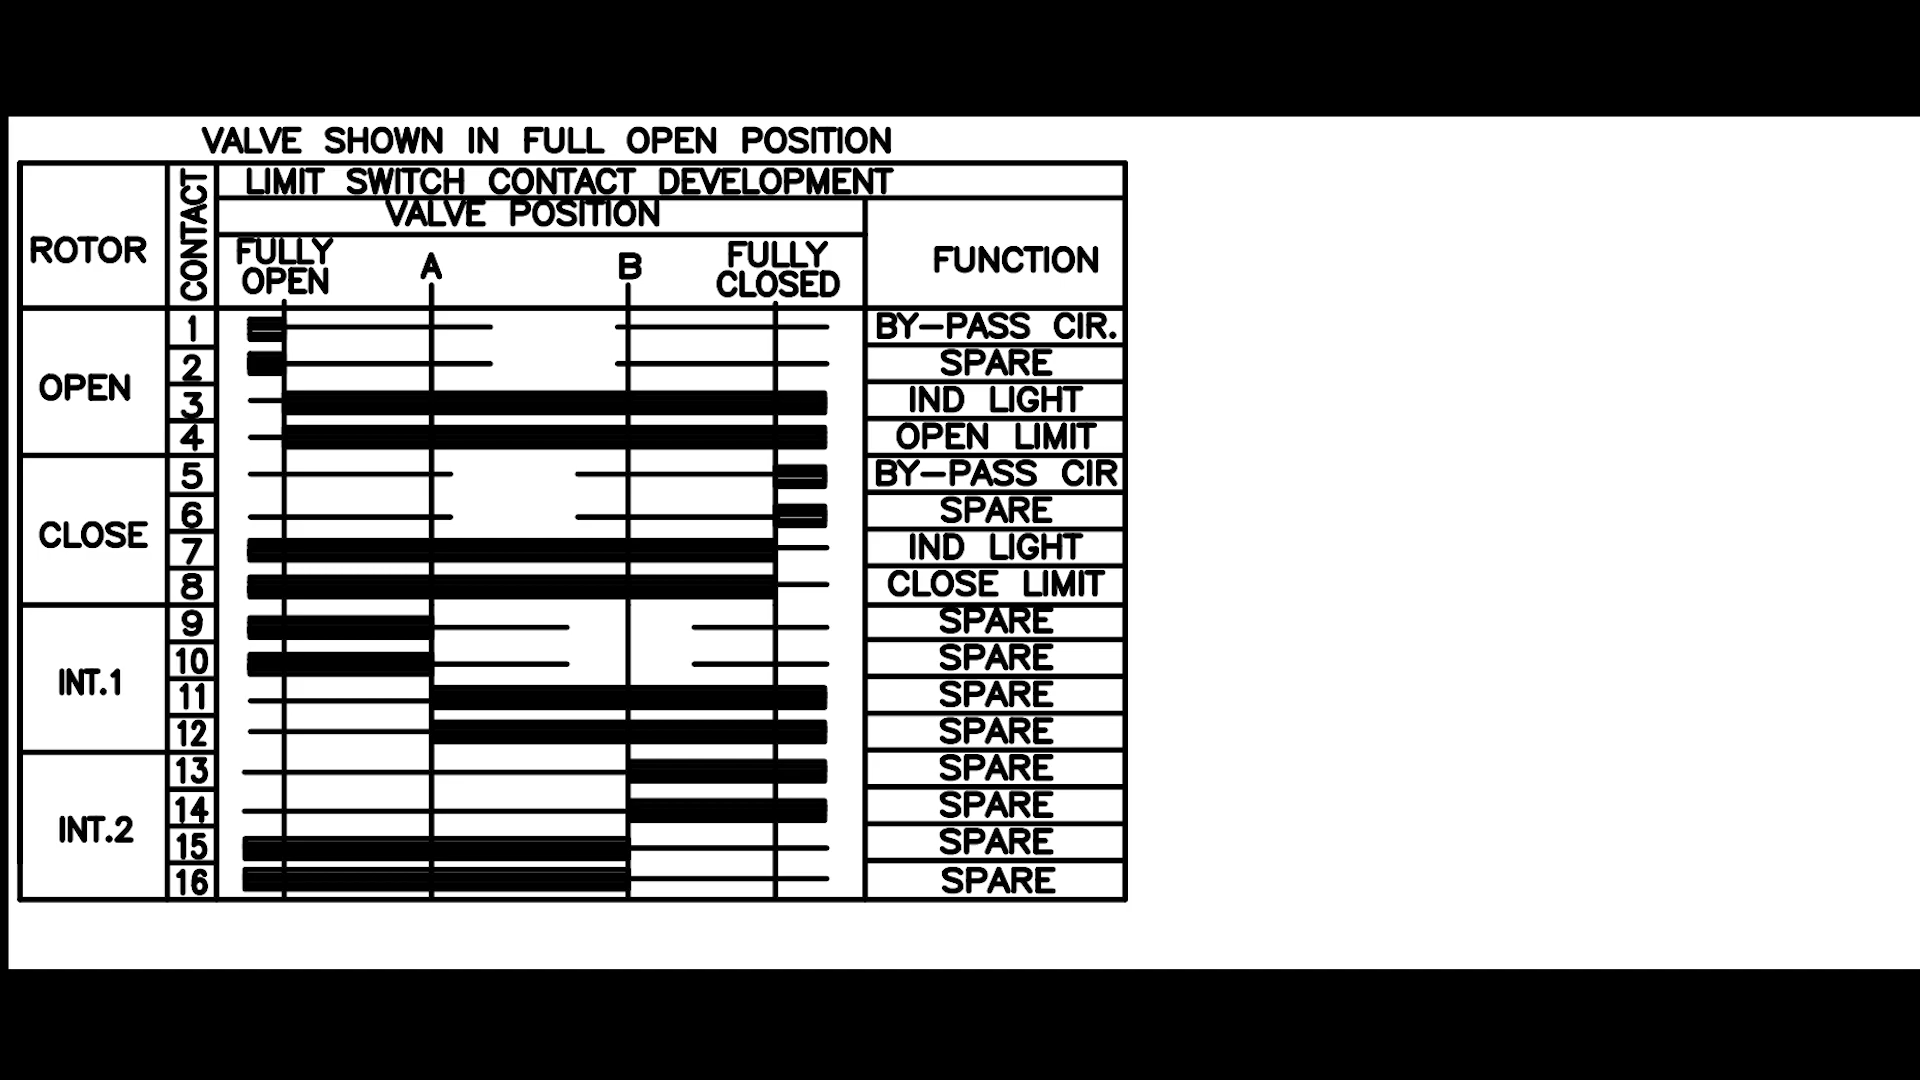 VALVE SHOWN IN FULL OPEN POSITION
LIMIT SWITCH CONTACT DEVELOPMENT
VALVE POSITION
ROTOR
CONTACT
FULLY OPEN
A
B
FULLY CLOSED
FUNCTION
OPEN
1 BY-PASS CIR.
2 SPARE
3 IND LIGHT
4 OPEN LIMIT
CLOSE
5 BY-PASS CIR
6 SPARE
7 IND LIGHT
8 CLOSE LIMIT
INT.1
9 SPARE
10 SPARE
11 SPARE
12 SPARE
INT.2
13 SPARE
14 SPARE
15 SPARE
16 SPARE